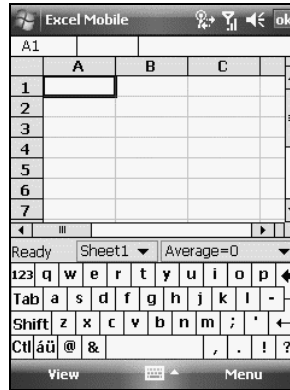 Excel Mobile ok
A1
A B C
1
2
3
4
5
6
7
Ready Sheet1 Average=0
123 q w e r t y u i o p
Tab a s d f g h j k l -
Shift z x c v b n m ; '
Ctl áü @ & , . ! ?
View Menu